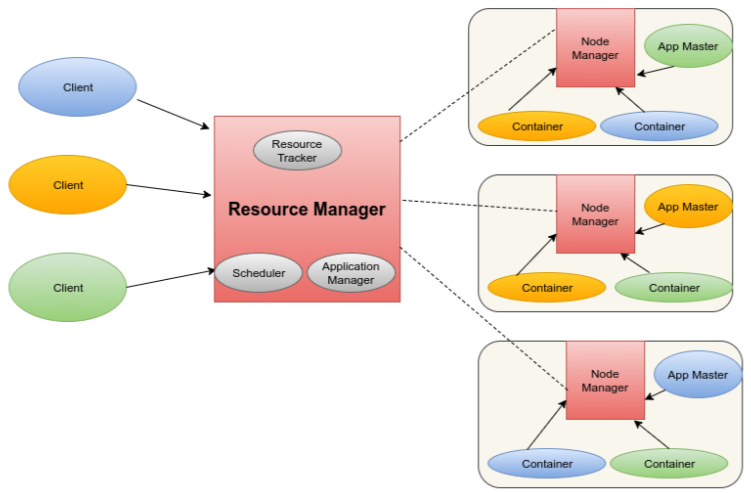 Client
Client
Client
Resource
Tracker
Resource Manager
Scheduler
Application
Manager
Node
Manager
App Master
Container
Container
Node
Manager
App Master
Container
Container
Node
Manager
App Master
Container
Container